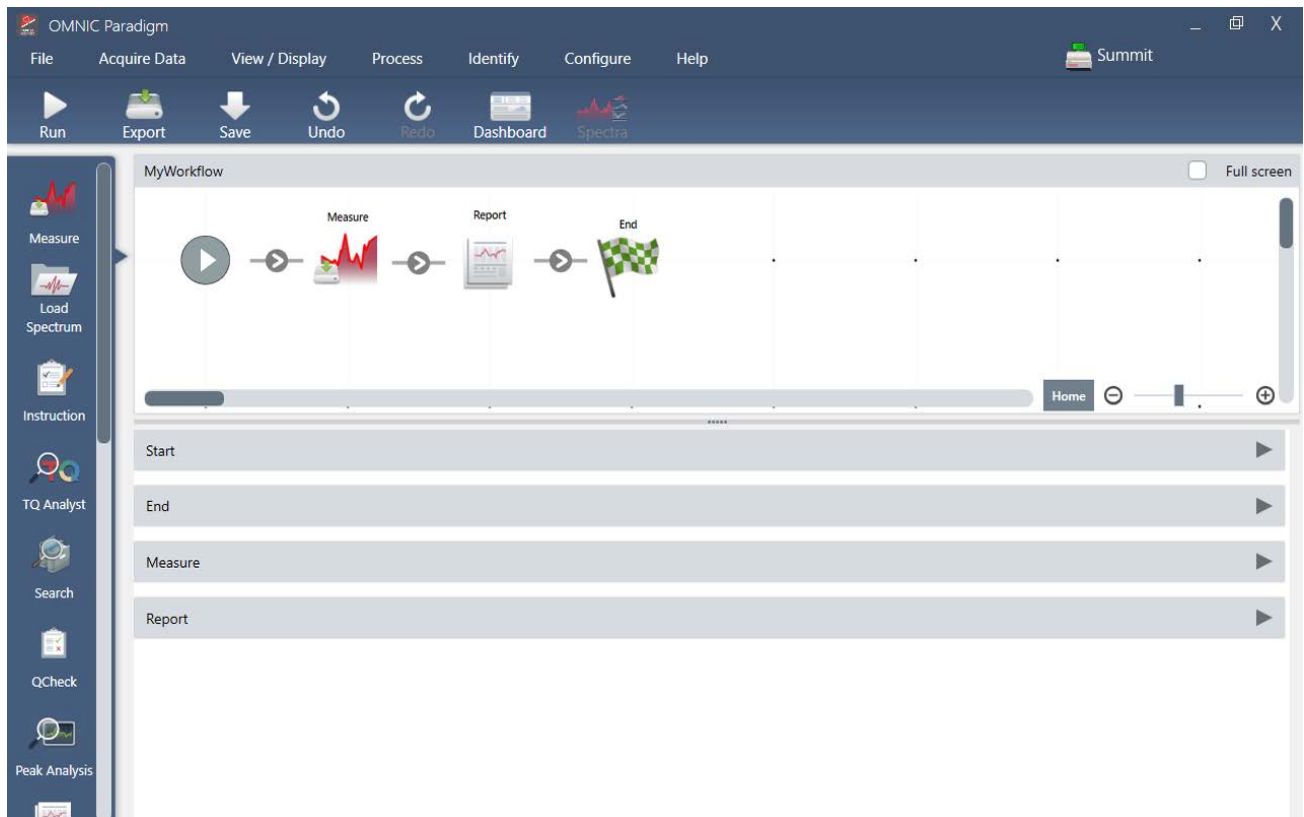 OMNIC Paradigm
File Acquire Data View / Display Process Identify Configure Help Summit
Run Export Save Undo Redo Dashboard Spectra
MyWorkflow Full screen
Measure Report End
Measure
Load
Spectrum
Instruction
TQ Analyst
Search
QCheck
Peak Analysis
Home
Start
End
Measure
Report